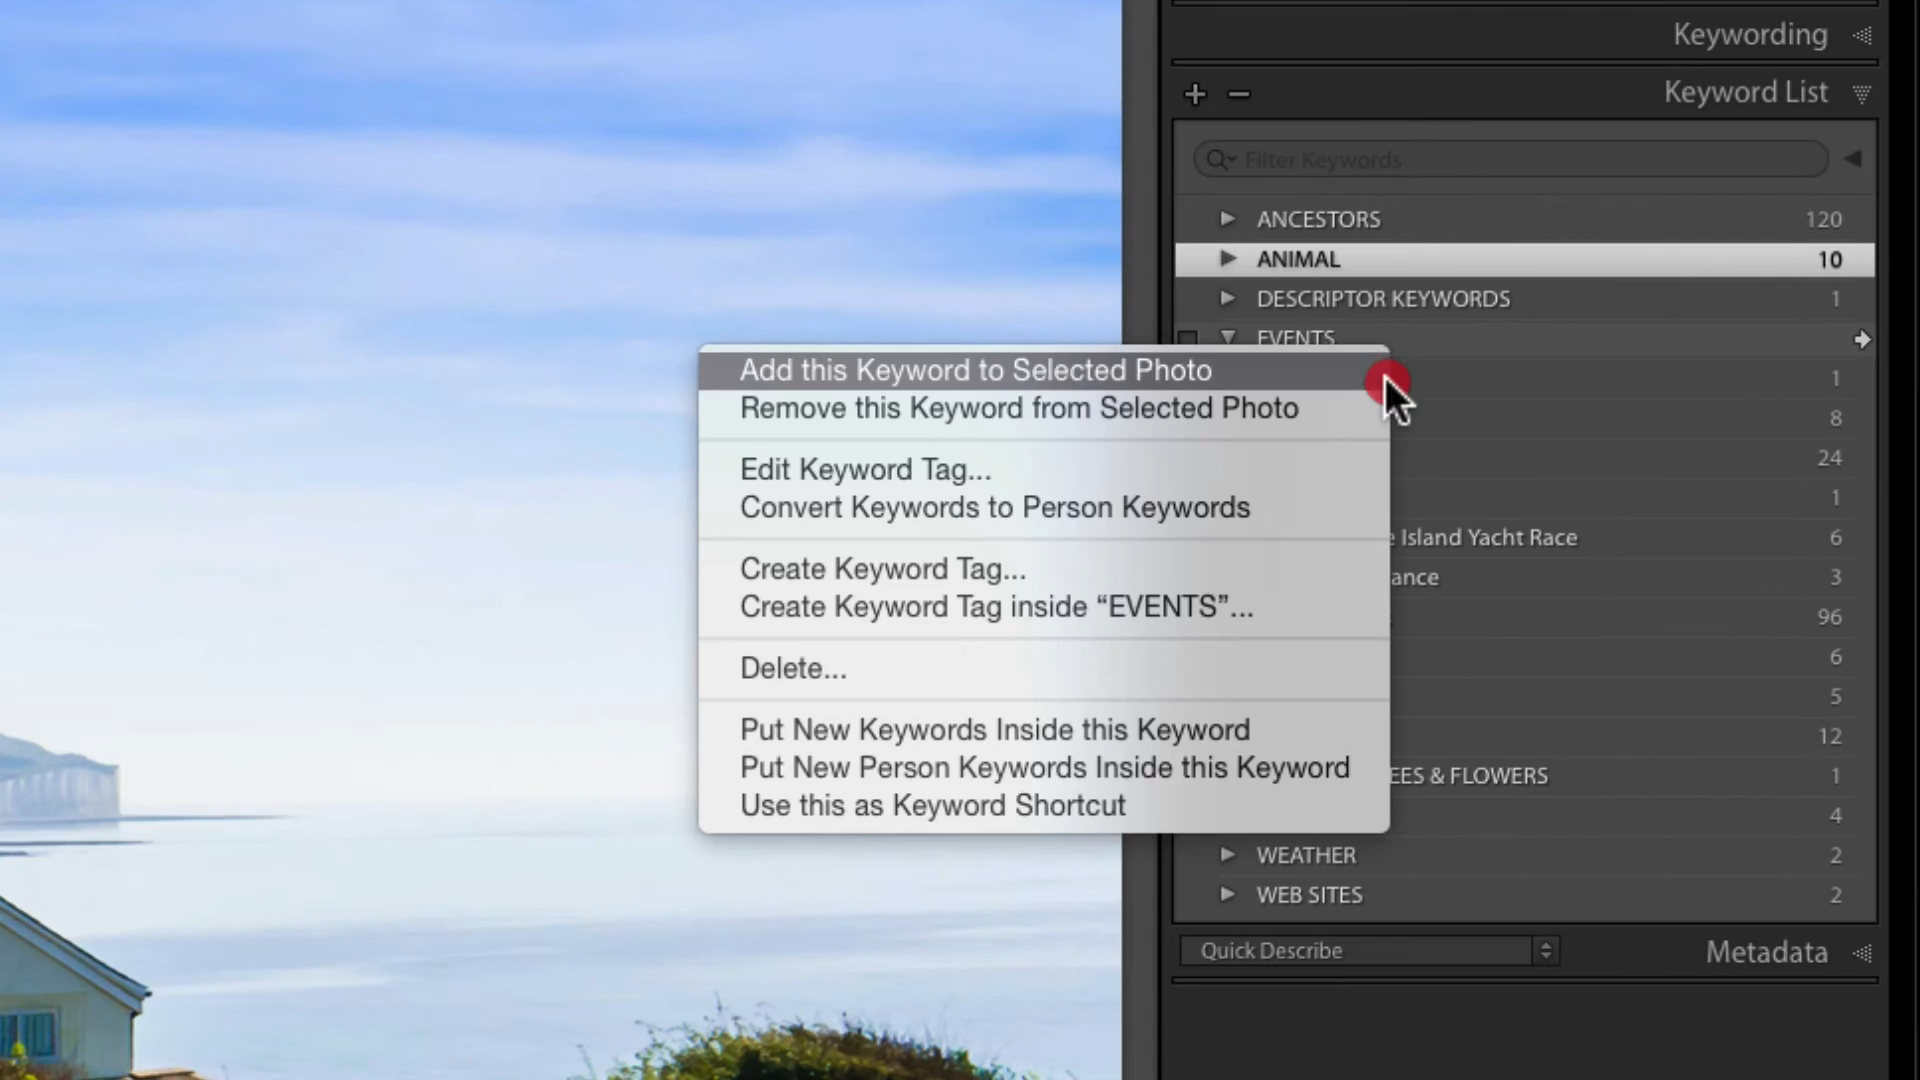 Keywording
Keyword List
Filter Keywords
ANCESTORS 120
ANIMAL 10
DESCRIPTOR KEYWORDS 1
EVENTS
Add this Keyword to Selected Photo
1
Remove this Keyword from Selected Photo
8
Edit Keyword Tag...
24
Convert Keywords to Person Keywords
1
e Island Yacht Race 6
Create Keyword Tag...
ance 3
Create Keyword Tag inside “EVENTS”...
96
Delete...
6
5
Put New Keywords Inside this Keyword
12
Put New Person Keywords Inside this Keyword
EES & FLOWERS 1
Use this as Keyword Shortcut
4
WEATHER 2
WEB SITES 2
Quick Describe
Metadata